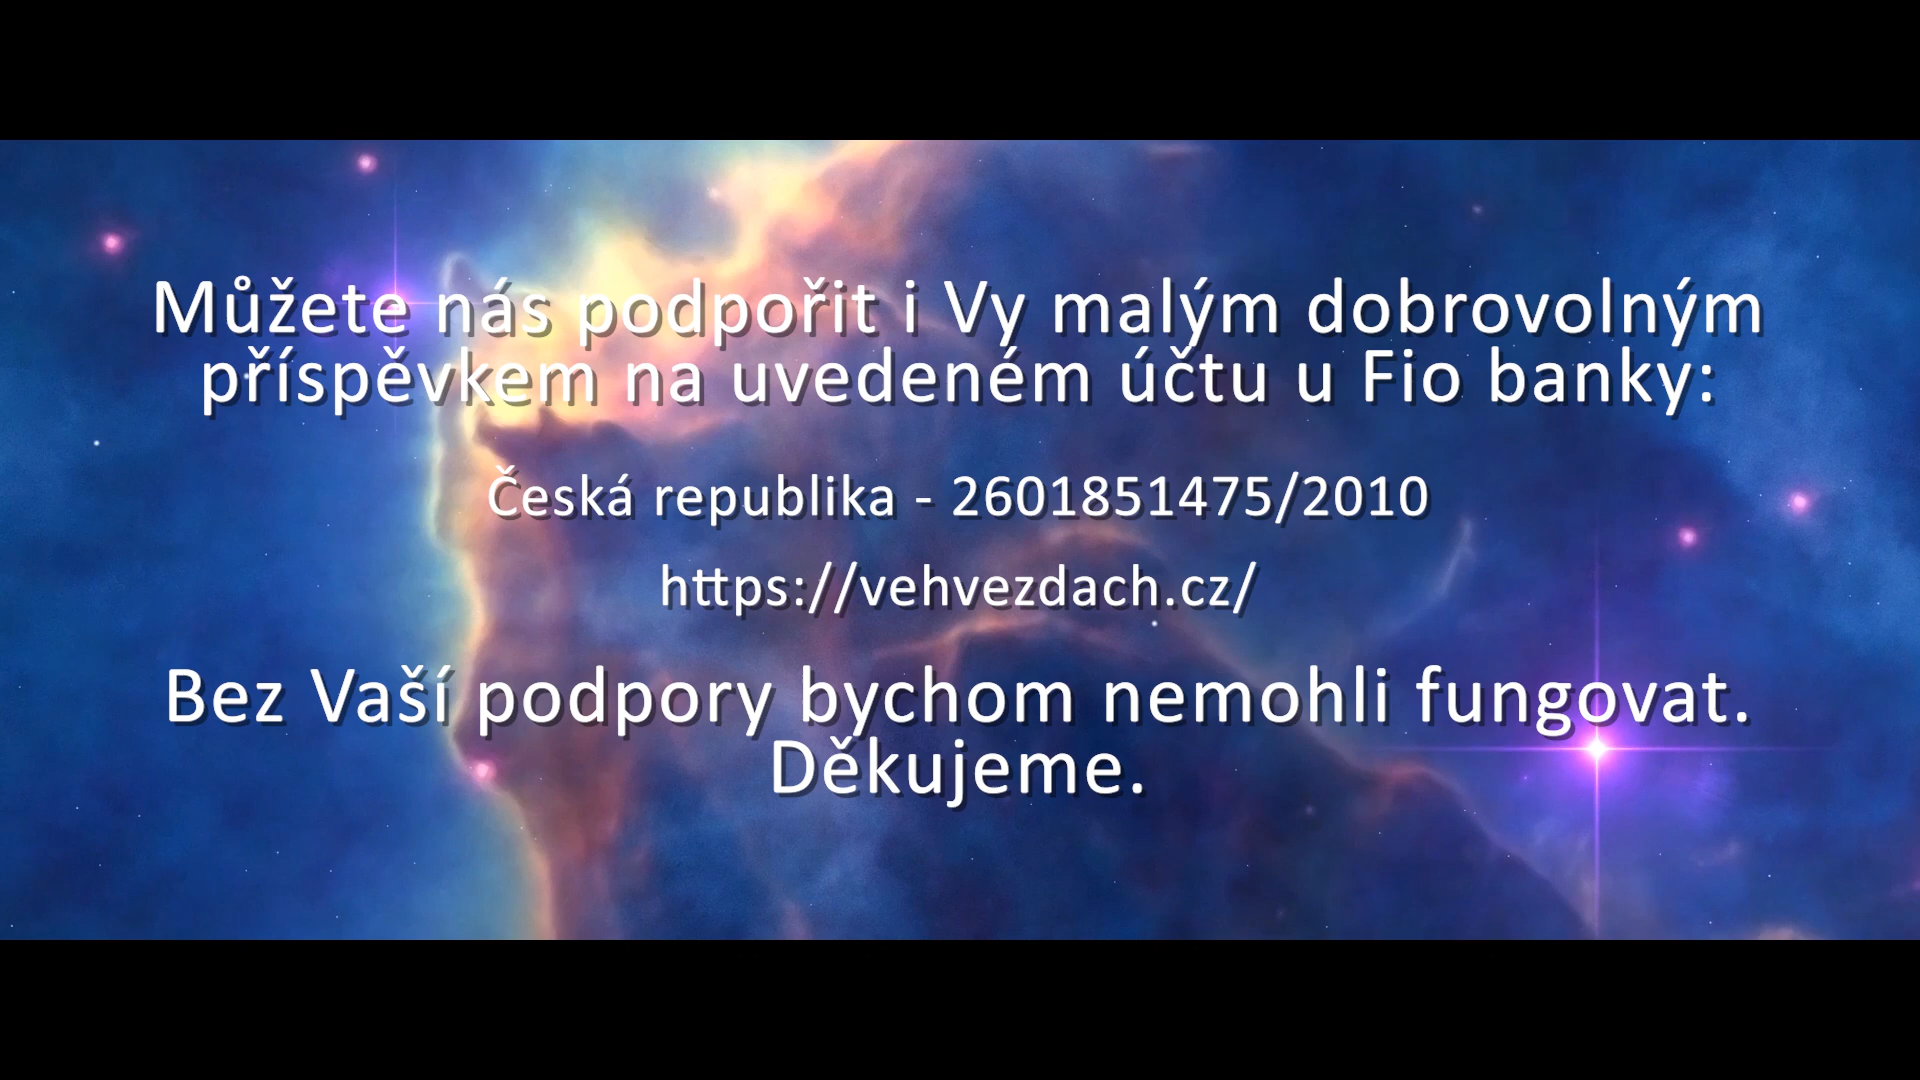 Můžete nás podpořit i Vy malým dobrovolným
příspěvkem na uvedeném účtu u Fio banky:
Česká republika - 2601851475/2010
https://vehvezdach.cz/
Bez Vaší podpory bychom nemohli fungovat.
Děkujeme.